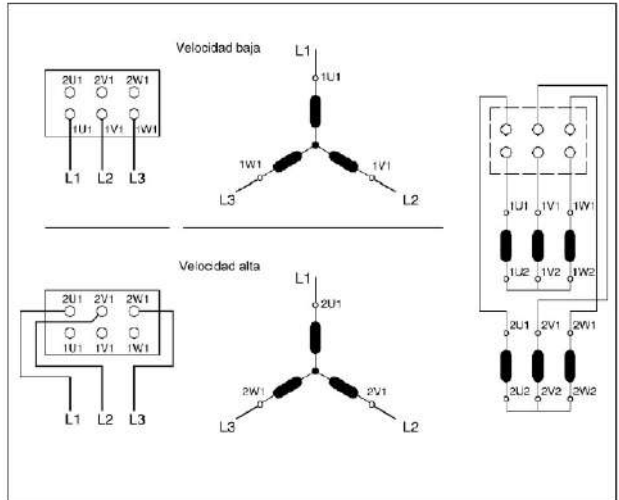 Velocidad baja
2U1 2V1 2W1
1U1 1V1 1W1
L1 L2 L3
L1
1U1
1W1 1V1
L3 L2
Velocidad alta
2U1 2V1 2W1
1U1 1V1 1W1
L1 L2 L3
L1
2U1
2W1 2V1
L3 L2
1U1 1V1 1W1
1U2 1V2 1W2
2U1 2V1 2W1
2U2 2V2 2W2